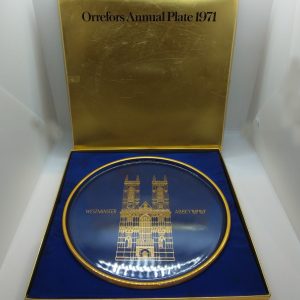 Orrefors Annual Plate 1971
WESTMINSTER ABBEY